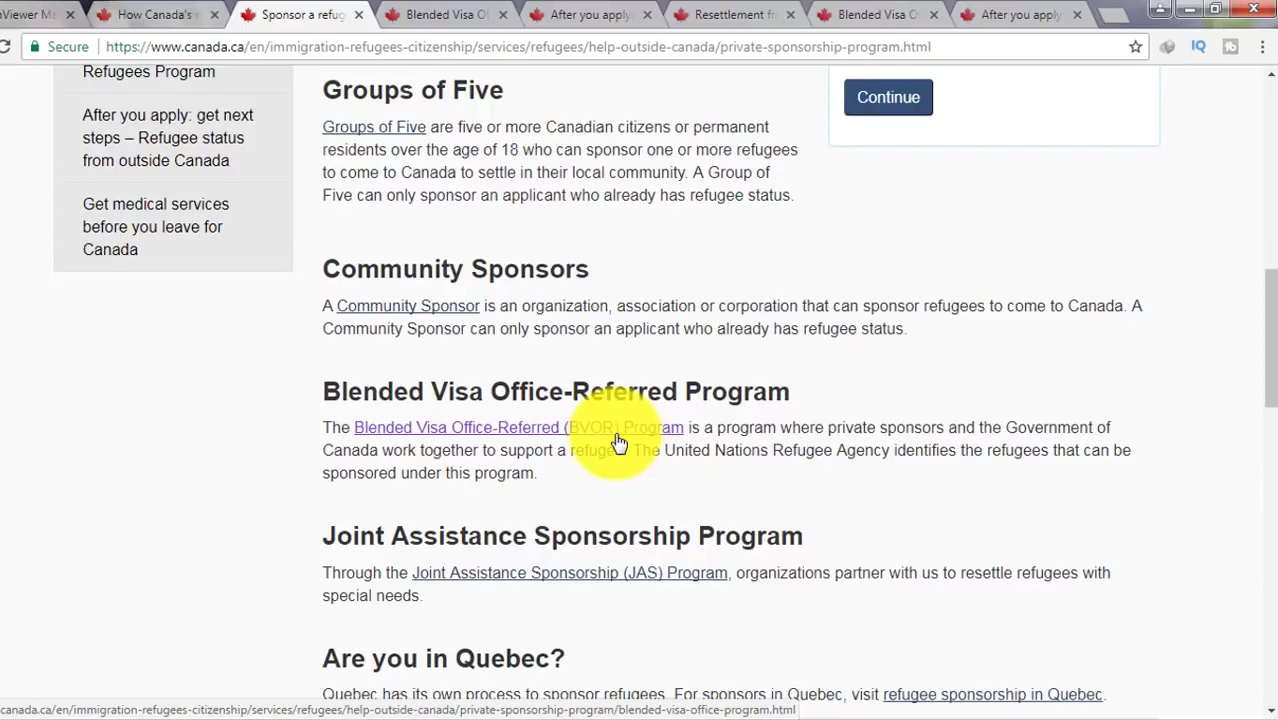 nViewer Ma
How Canada's i
Sponsor a refug
Blended Visa O
After you apply
Resettlement fr
Blended Visa O
After you apply
Secure
https://www.canada.ca/en/immigration-refugees-citizenship/services/refugees/help-outside-canada/private-sponsorship-program.html
IQ
Refugees Program
After you apply: get next
steps – Refugee status
from outside Canada
Get medical services
before you leave for
Canada
Continue
Groups of Five
Groups of Five are five or more Canadian citizens or permanent
residents over the age of 18 who can sponsor one or more refugees
to come to Canada to settle in their local community. A Group of
Five can only sponsor an applicant who already has refugee status.
Community Sponsors
A Community Sponsor is an organization, association or corporation that can sponsor refugees to come to Canada. A
Community Sponsor can only sponsor an applicant who already has refugee status.
Blended Visa Office-Referred Program
The Blended Visa Office-Referred (BVOR) Program is a program where private sponsors and the Government of
Canada work together to support a refugee. The United Nations Refugee Agency identifies the refugees that can be
sponsored under this program.
Joint Assistance Sponsorship Program
Through the Joint Assistance Sponsorship (JAS) Program, organizations partner with us to resettle refugees with
special needs.
Are you in Quebec?
Quebec has its own process to sponsor refugees. For sponsors in Quebec, visit refugee sponsorship in Quebec.
canada.ca/en/immigration-refugees-citizenship/services/refugees/help-outside-canada/private-sponsorship-program/blended-visa-office-program.html